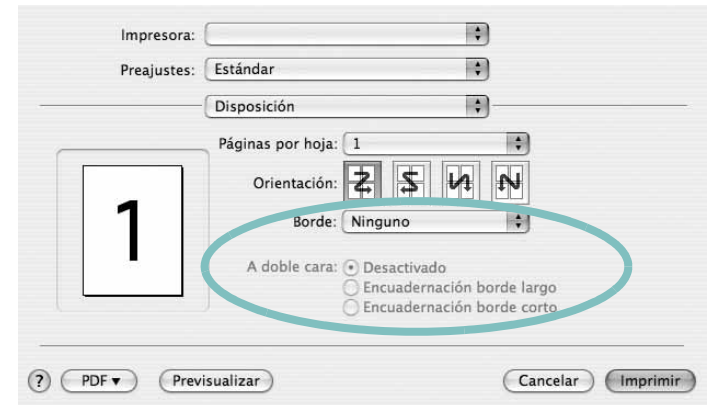 Impresora:
Preajustes: Estándar
Disposición
Páginas por hoja: 1
Orientación:
Borde: Ninguno
1
A doble cara: Desactivado
Encuadernación borde largo
Encuadernación borde corto
? PDF▼ Previsualizar Cancelar Imprimir